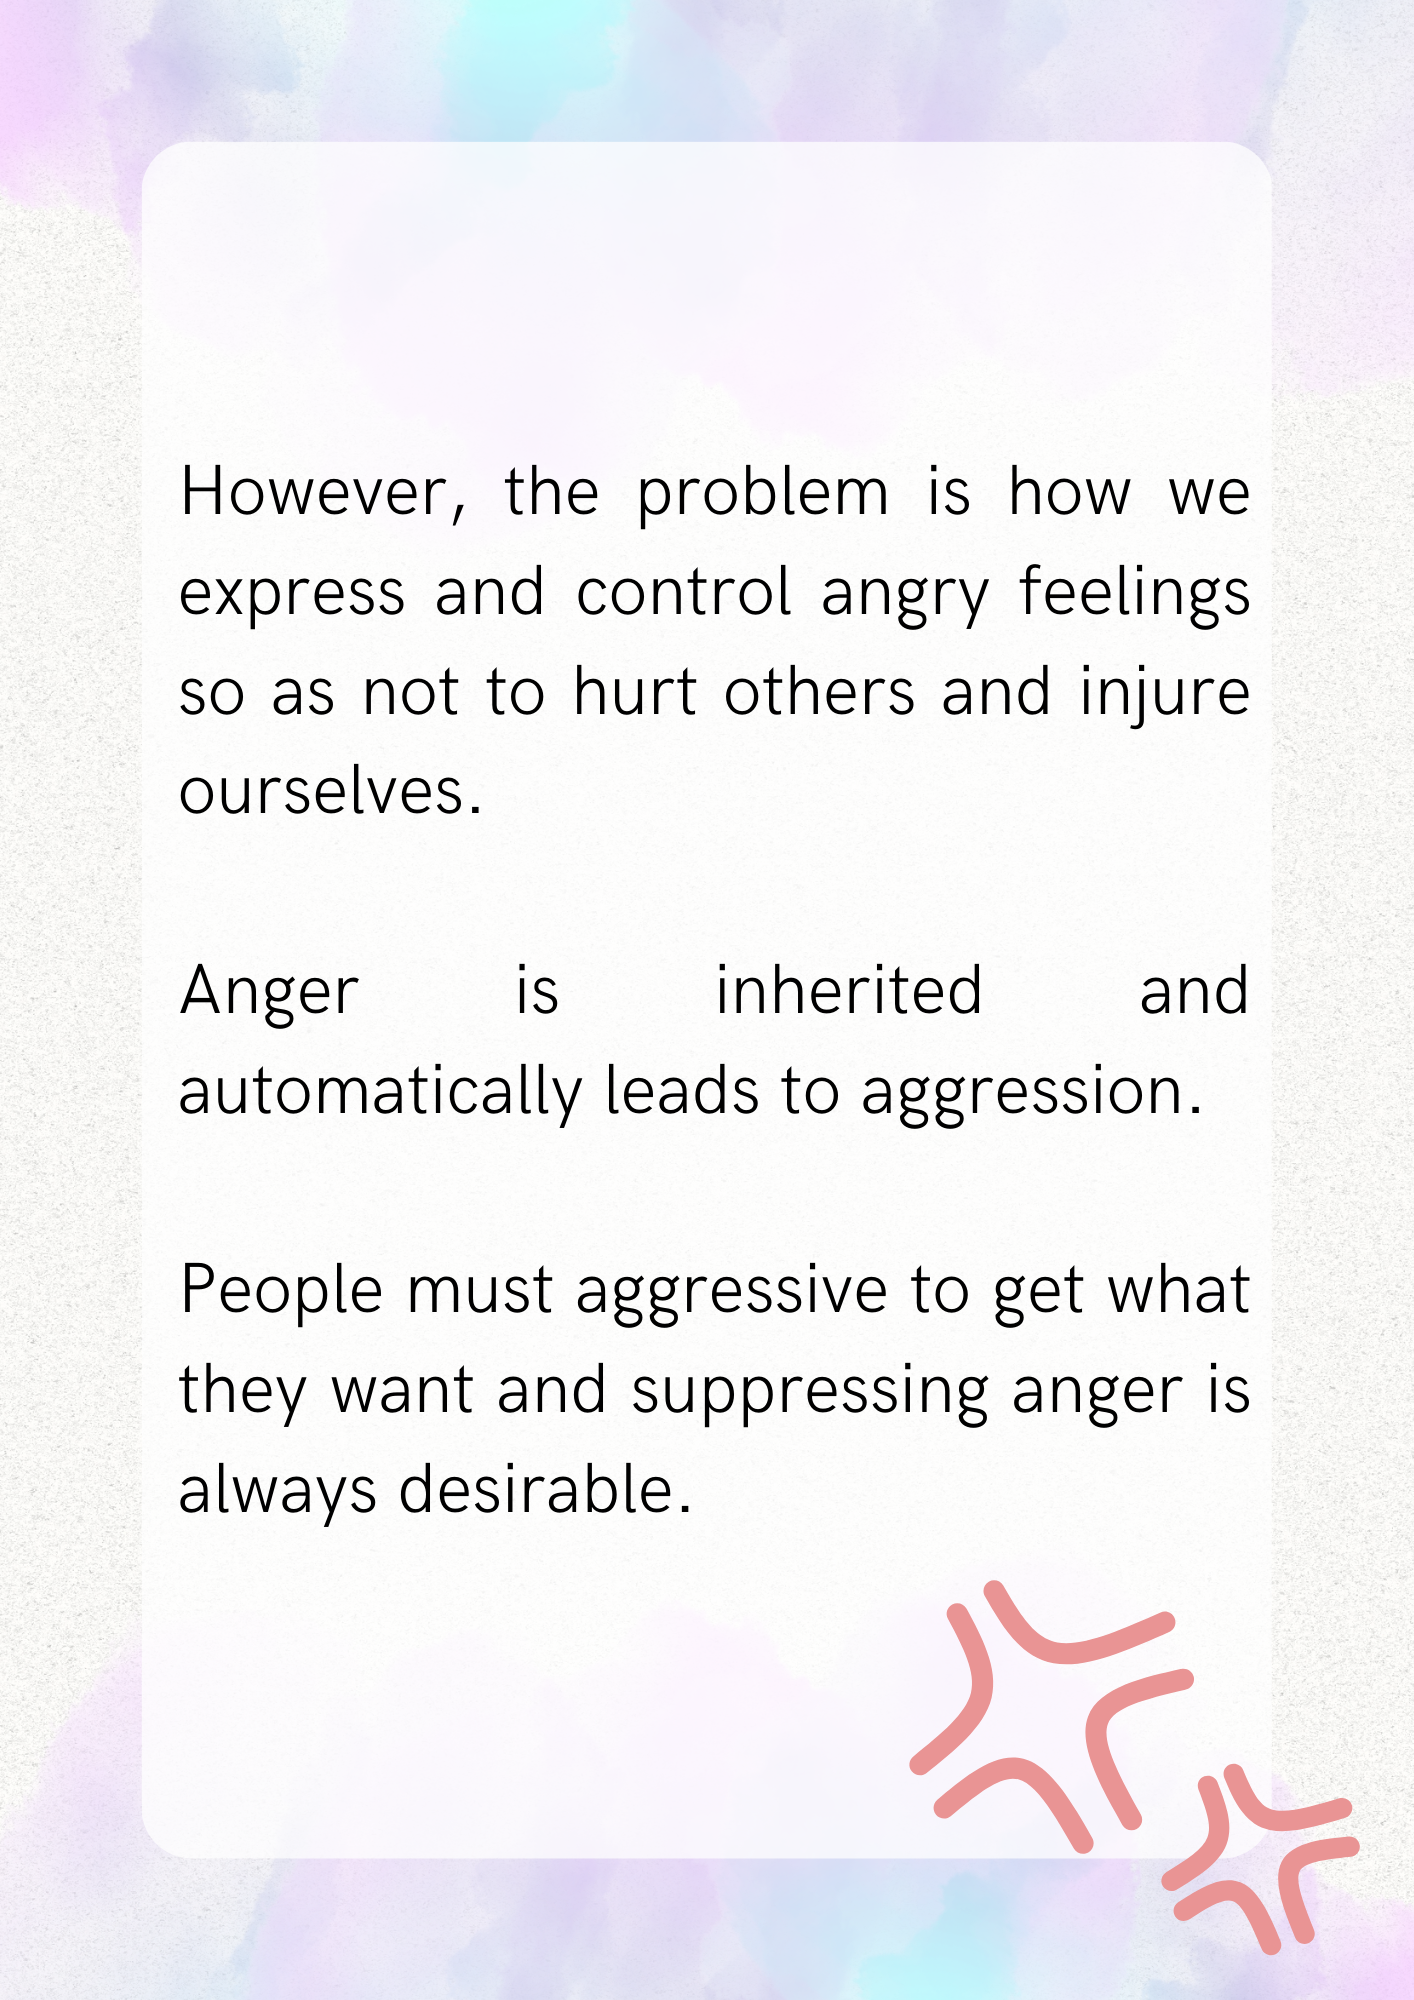 However, the problem is how we
express and control angry feelings
so as not to hurt others and injure
ourselves.
Anger is inherited and
automatically leads to aggression.
People must aggressive to get what
they want and suppressing anger is
always desirable.